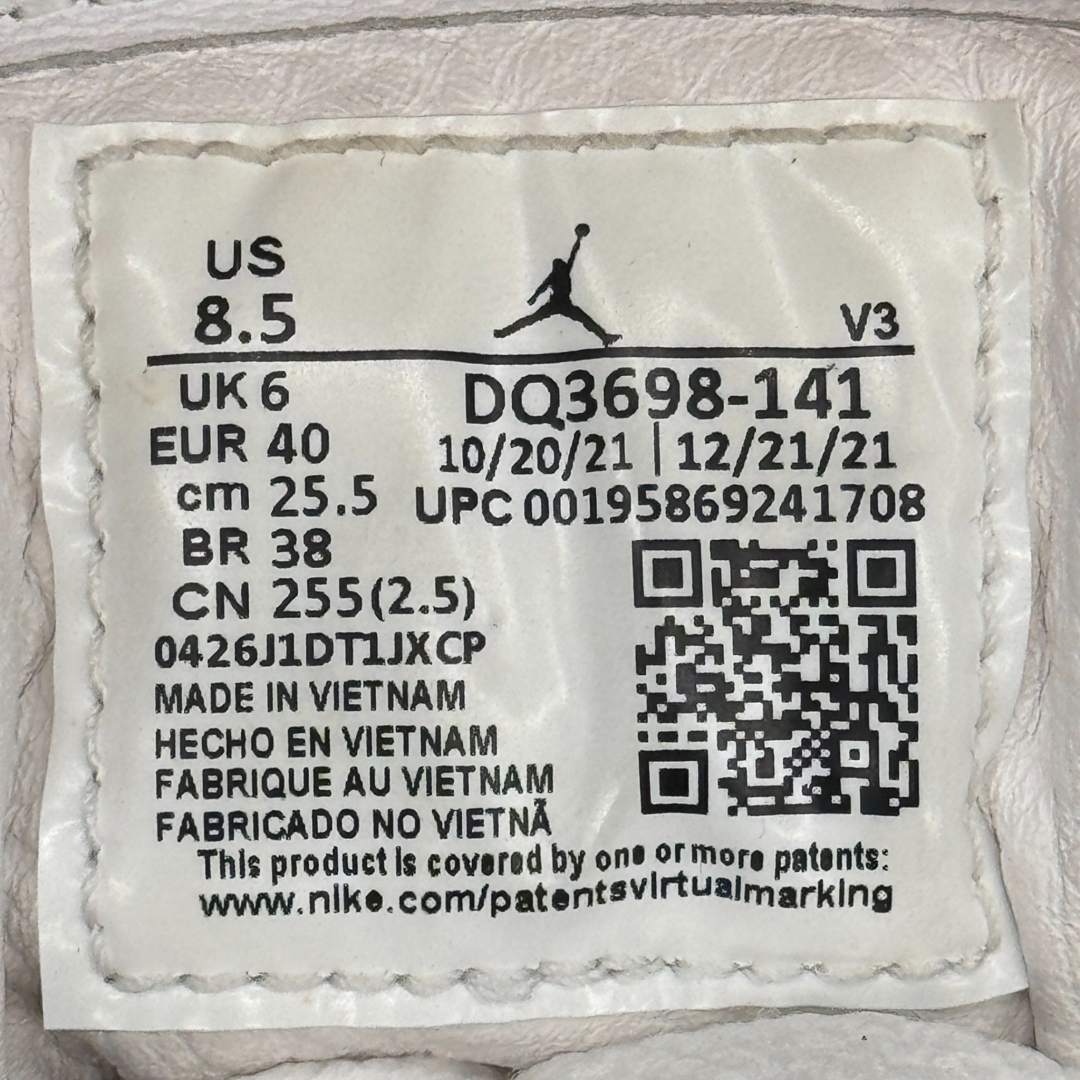 US
8.5
V3
UK 6
DQ3698-141
EUR 40
10/20/21 | 12/21/21
cm 25.5
UPC 00195869241708
BR 38
CN 255(2.5)
0426J1DT1JXCP
MADE IN VIETNAM
HECHO EN VIETNAM
FABRIQUE AU VIETNAM
FABRICADO NO VIETNÃ
This product is covered by one or more patents:
www.nike.com/patentsvirtualmarking